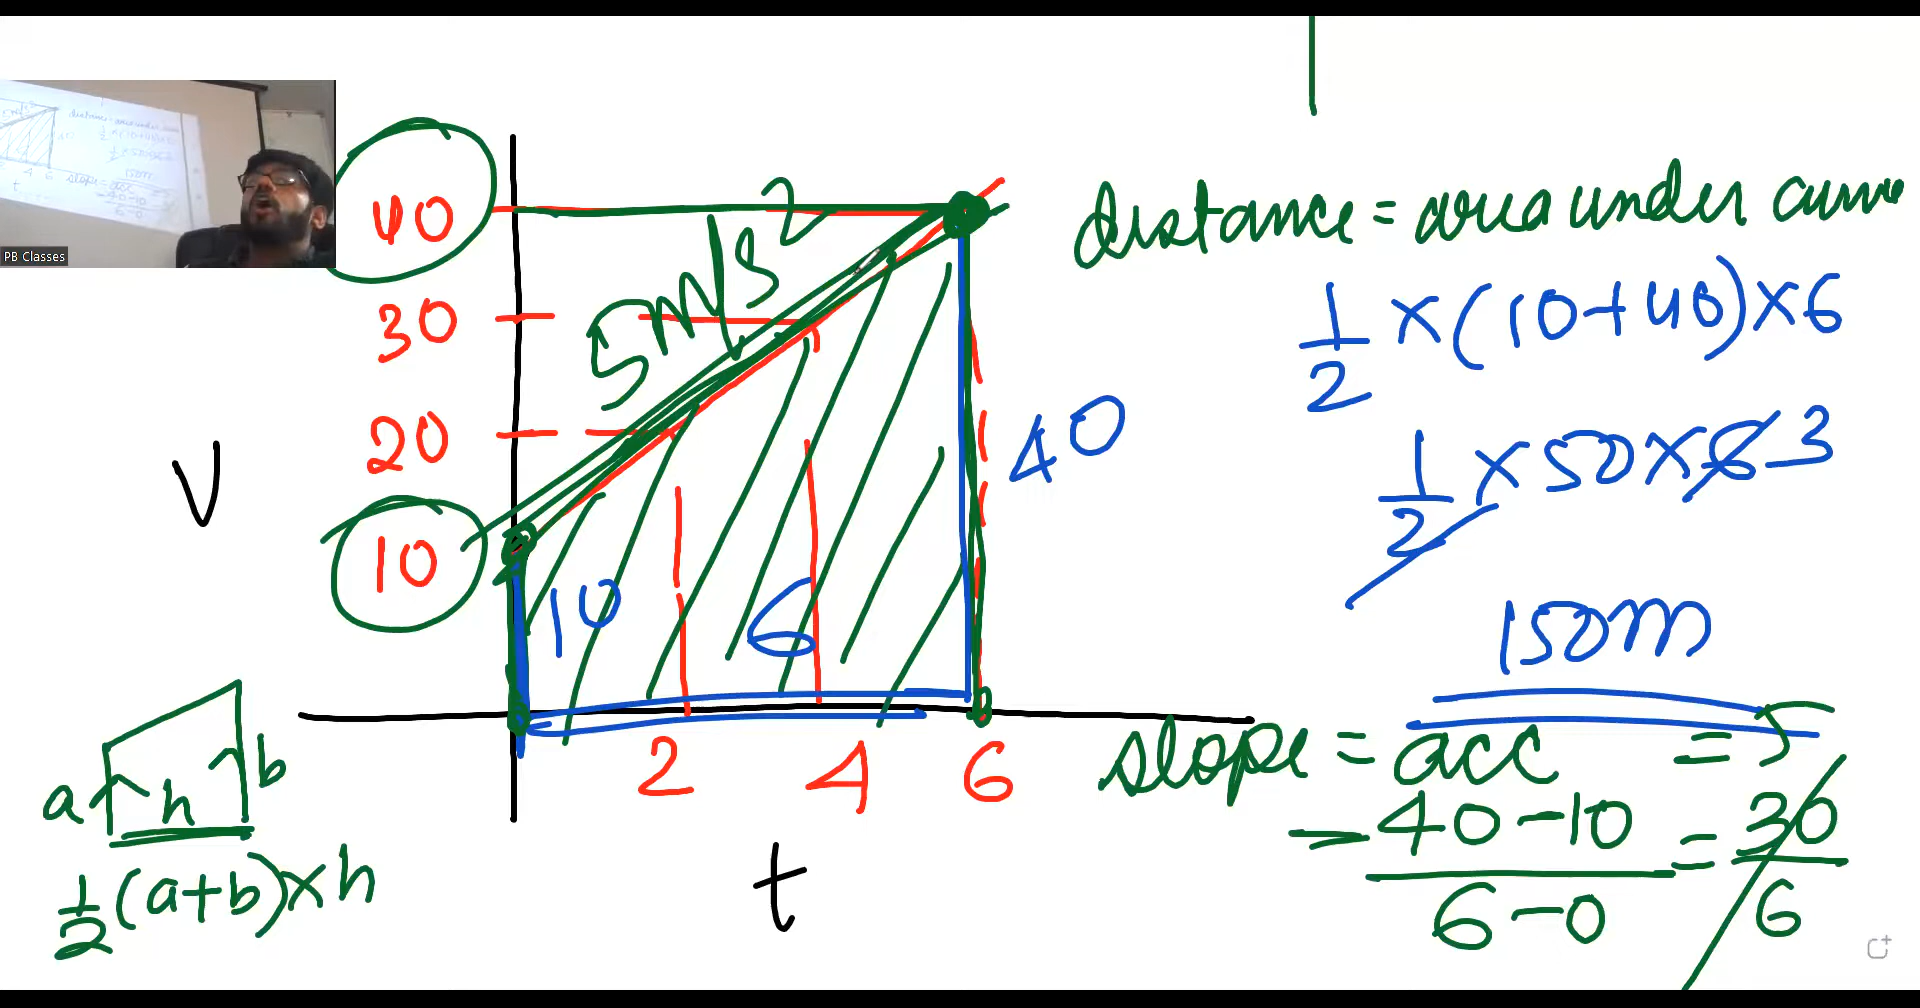 PB Classes
40
30
20
10
V
5m/s²
10
6
40
2 4 6
t
a h b
1/2 (a+b)×h
distance = area under curve
1/2 × (10+40)×6
1/2 × 50×6 3
150m
slope = acc = 5
= 40-10 / 6-0 = 30 / 6